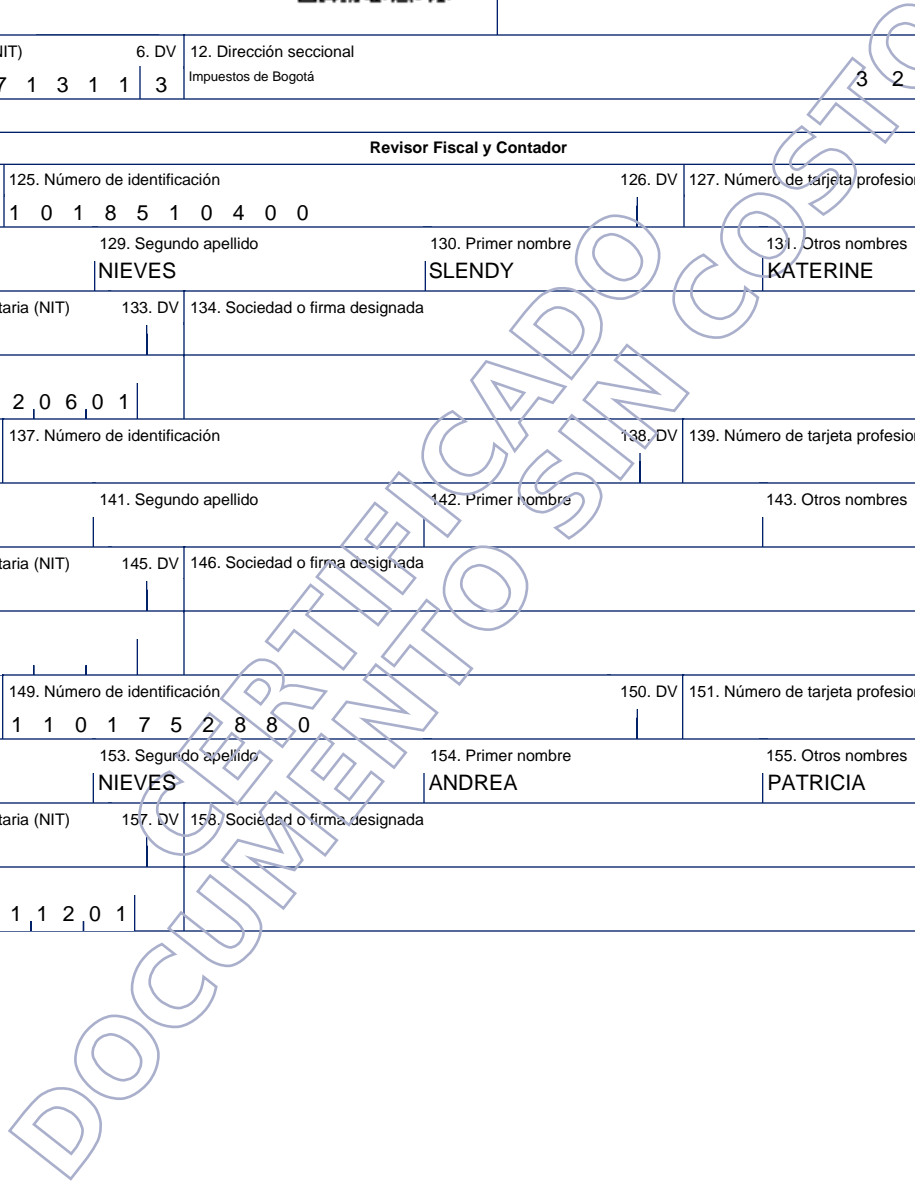 NIT) 6. DV 12. Dirección seccional
7 1 3 1 1 3 Impuestos de Bogotá 3 2
Revisor Fiscal y Contador
125. Número de identificación 126. DV 127. Número de tarjeta profesion
1 0 1 8 5 1 0 4 0 0
129. Segundo apellido 130. Primer nombre 131. Otros nombres
NIEVES SLENDY KATERINE
taria (NIT) 133. DV 134. Sociedad o firma designada
2 0 6 0 1
137. Número de identificación 138. DV 139. Número de tarjeta profesion
141. Segundo apellido 142. Primer nombre 143. Otros nombres
taria (NIT) 145. DV 146. Sociedad o firma designada
149. Número de identificación 150. DV 151. Número de tarjeta profesion
1 1 0 1 7 5 2 8 8 0
153. Segundo apellido 154. Primer nombre 155. Otros nombres
NIEVES ANDREA PATRICIA
taria (NIT) 157. DV 158. Sociedad o firma designada
1 1 2 0 1
CERTIFICADO
DOCUMENTO SIN COSTO